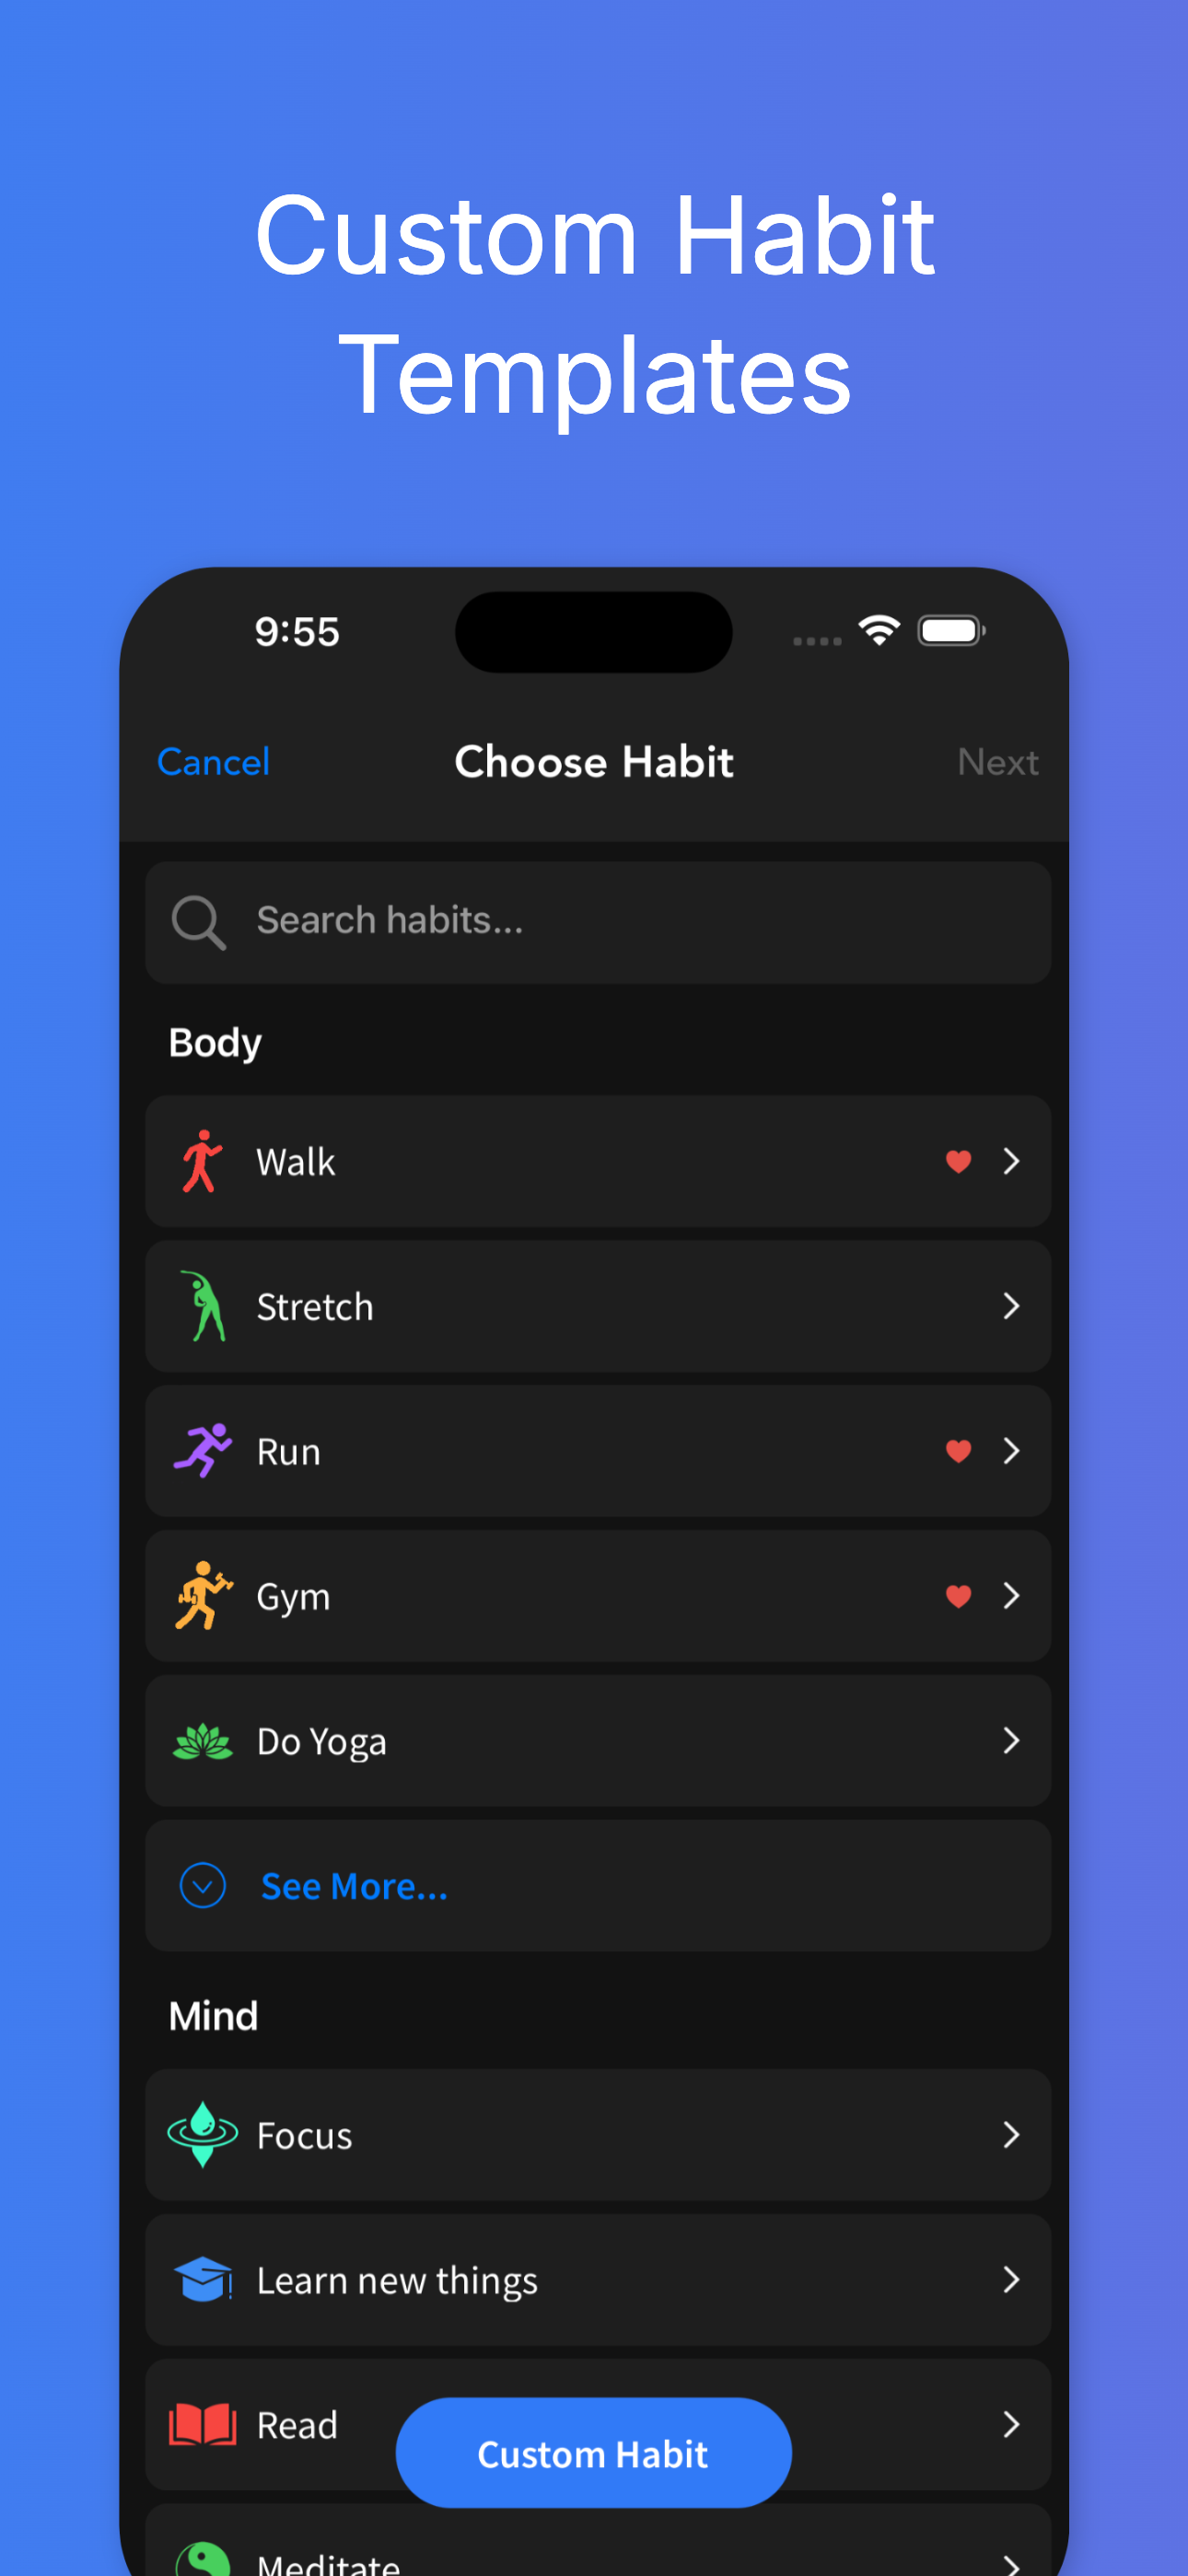 Custom Habit
Templates
9:55
Cancel
Choose Habit
Next
Search habits...
Body
Walk
Stretch
Run
Gym
Do Yoga
See More...
Mind
Focus
Learn new things
Read
Custom Habit
Meditate